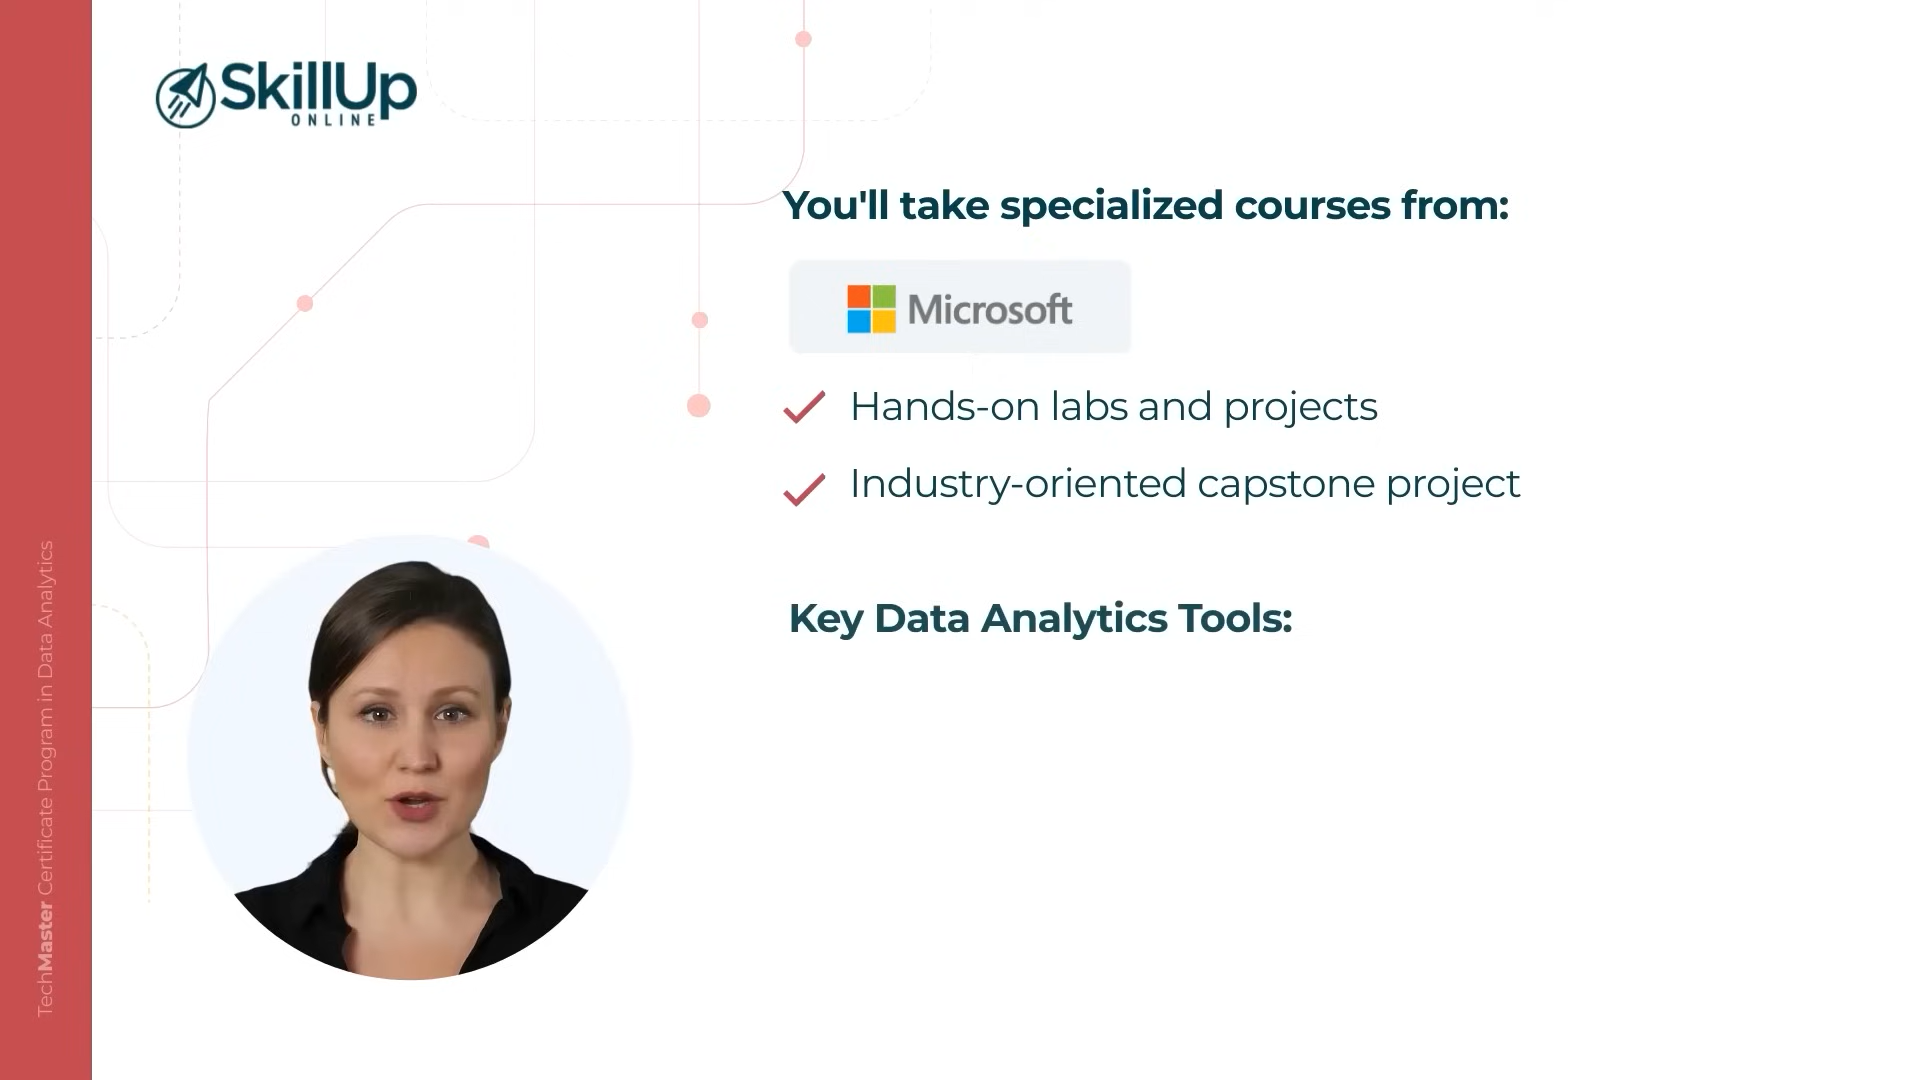 SkillUp
ONLINE
You'll take specialized courses from:
Microsoft
Hands-on labs and projects
Industry-oriented capstone project
Key Data Analytics Tools:
TechMaster Certificate Program in Data Analytics